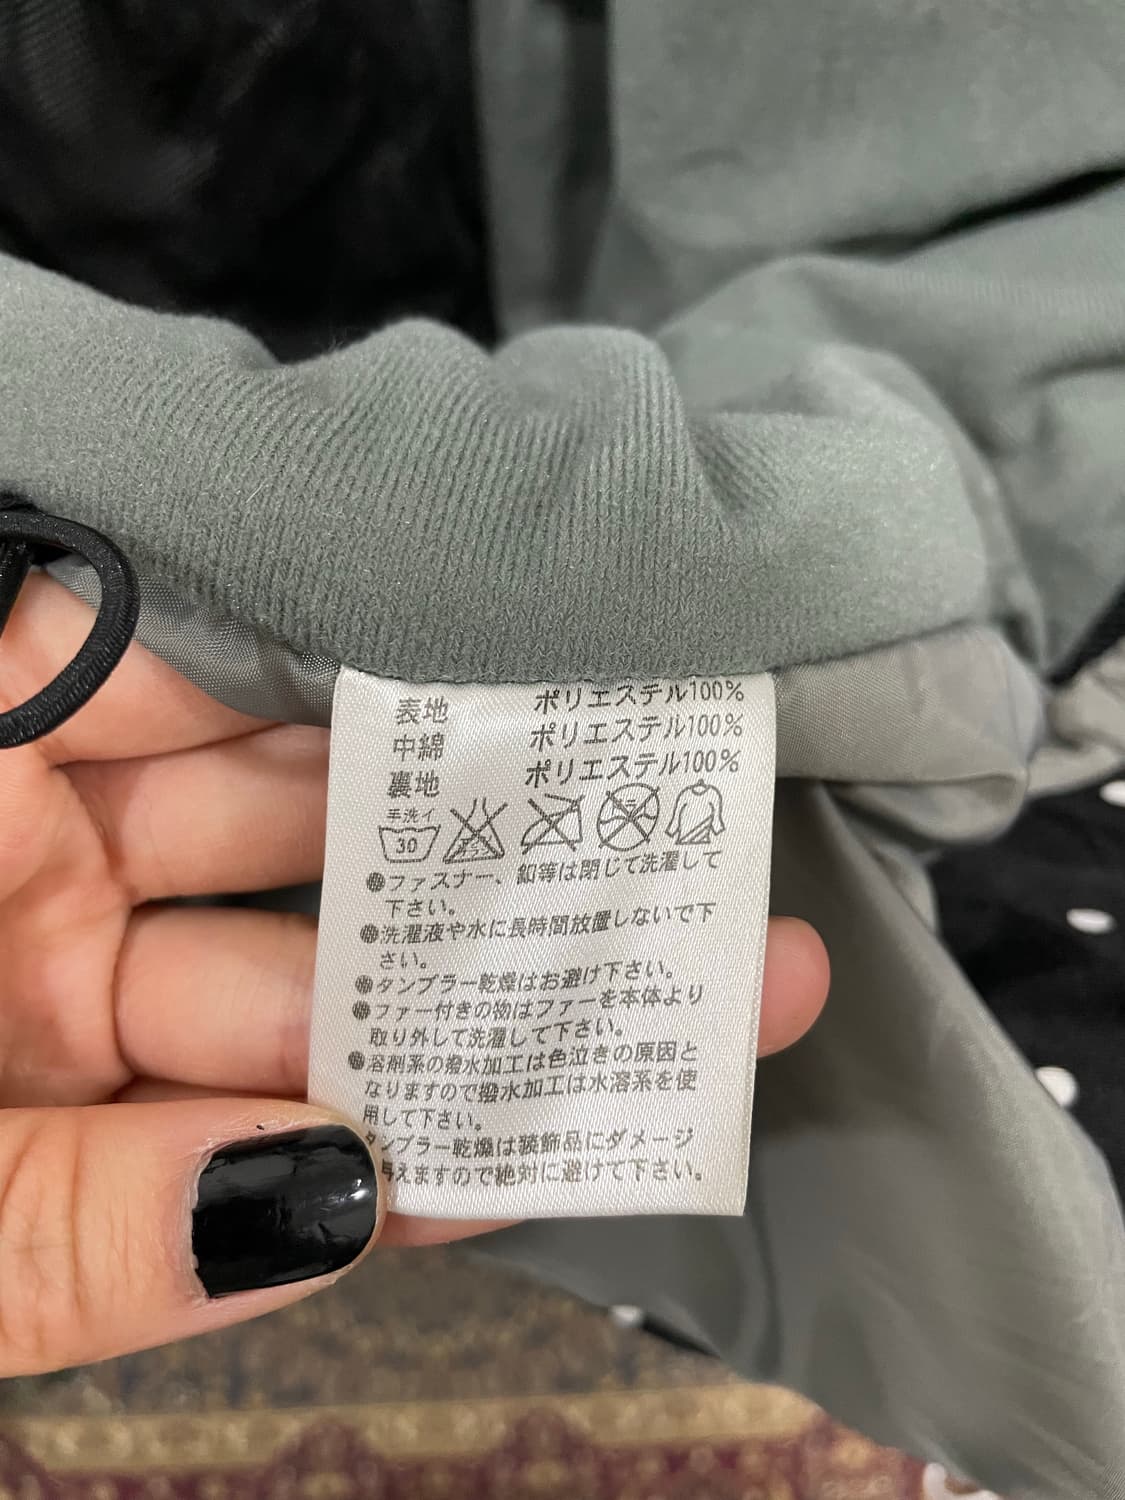 表地 ポリエステル100%
中綿 ポリエステル100%
裏地 ポリエステル100%
手洗イ
30
●ファスナー、釦等は閉じて洗濯して
下さい。
●洗濯液や水に長時間放置しないで下
さい。
●タンブラー乾燥はお避け下さい。
●ファー付きの物はファーを本体より
取り外して洗濯して下さい。
●溶剤系の撥水加工は色泣きの原因と
なりますので撥水加工は水溶系を使
用して下さい。
タンブラー乾燥は装飾品にダメージ
与えますので絶対に避けて下さい。